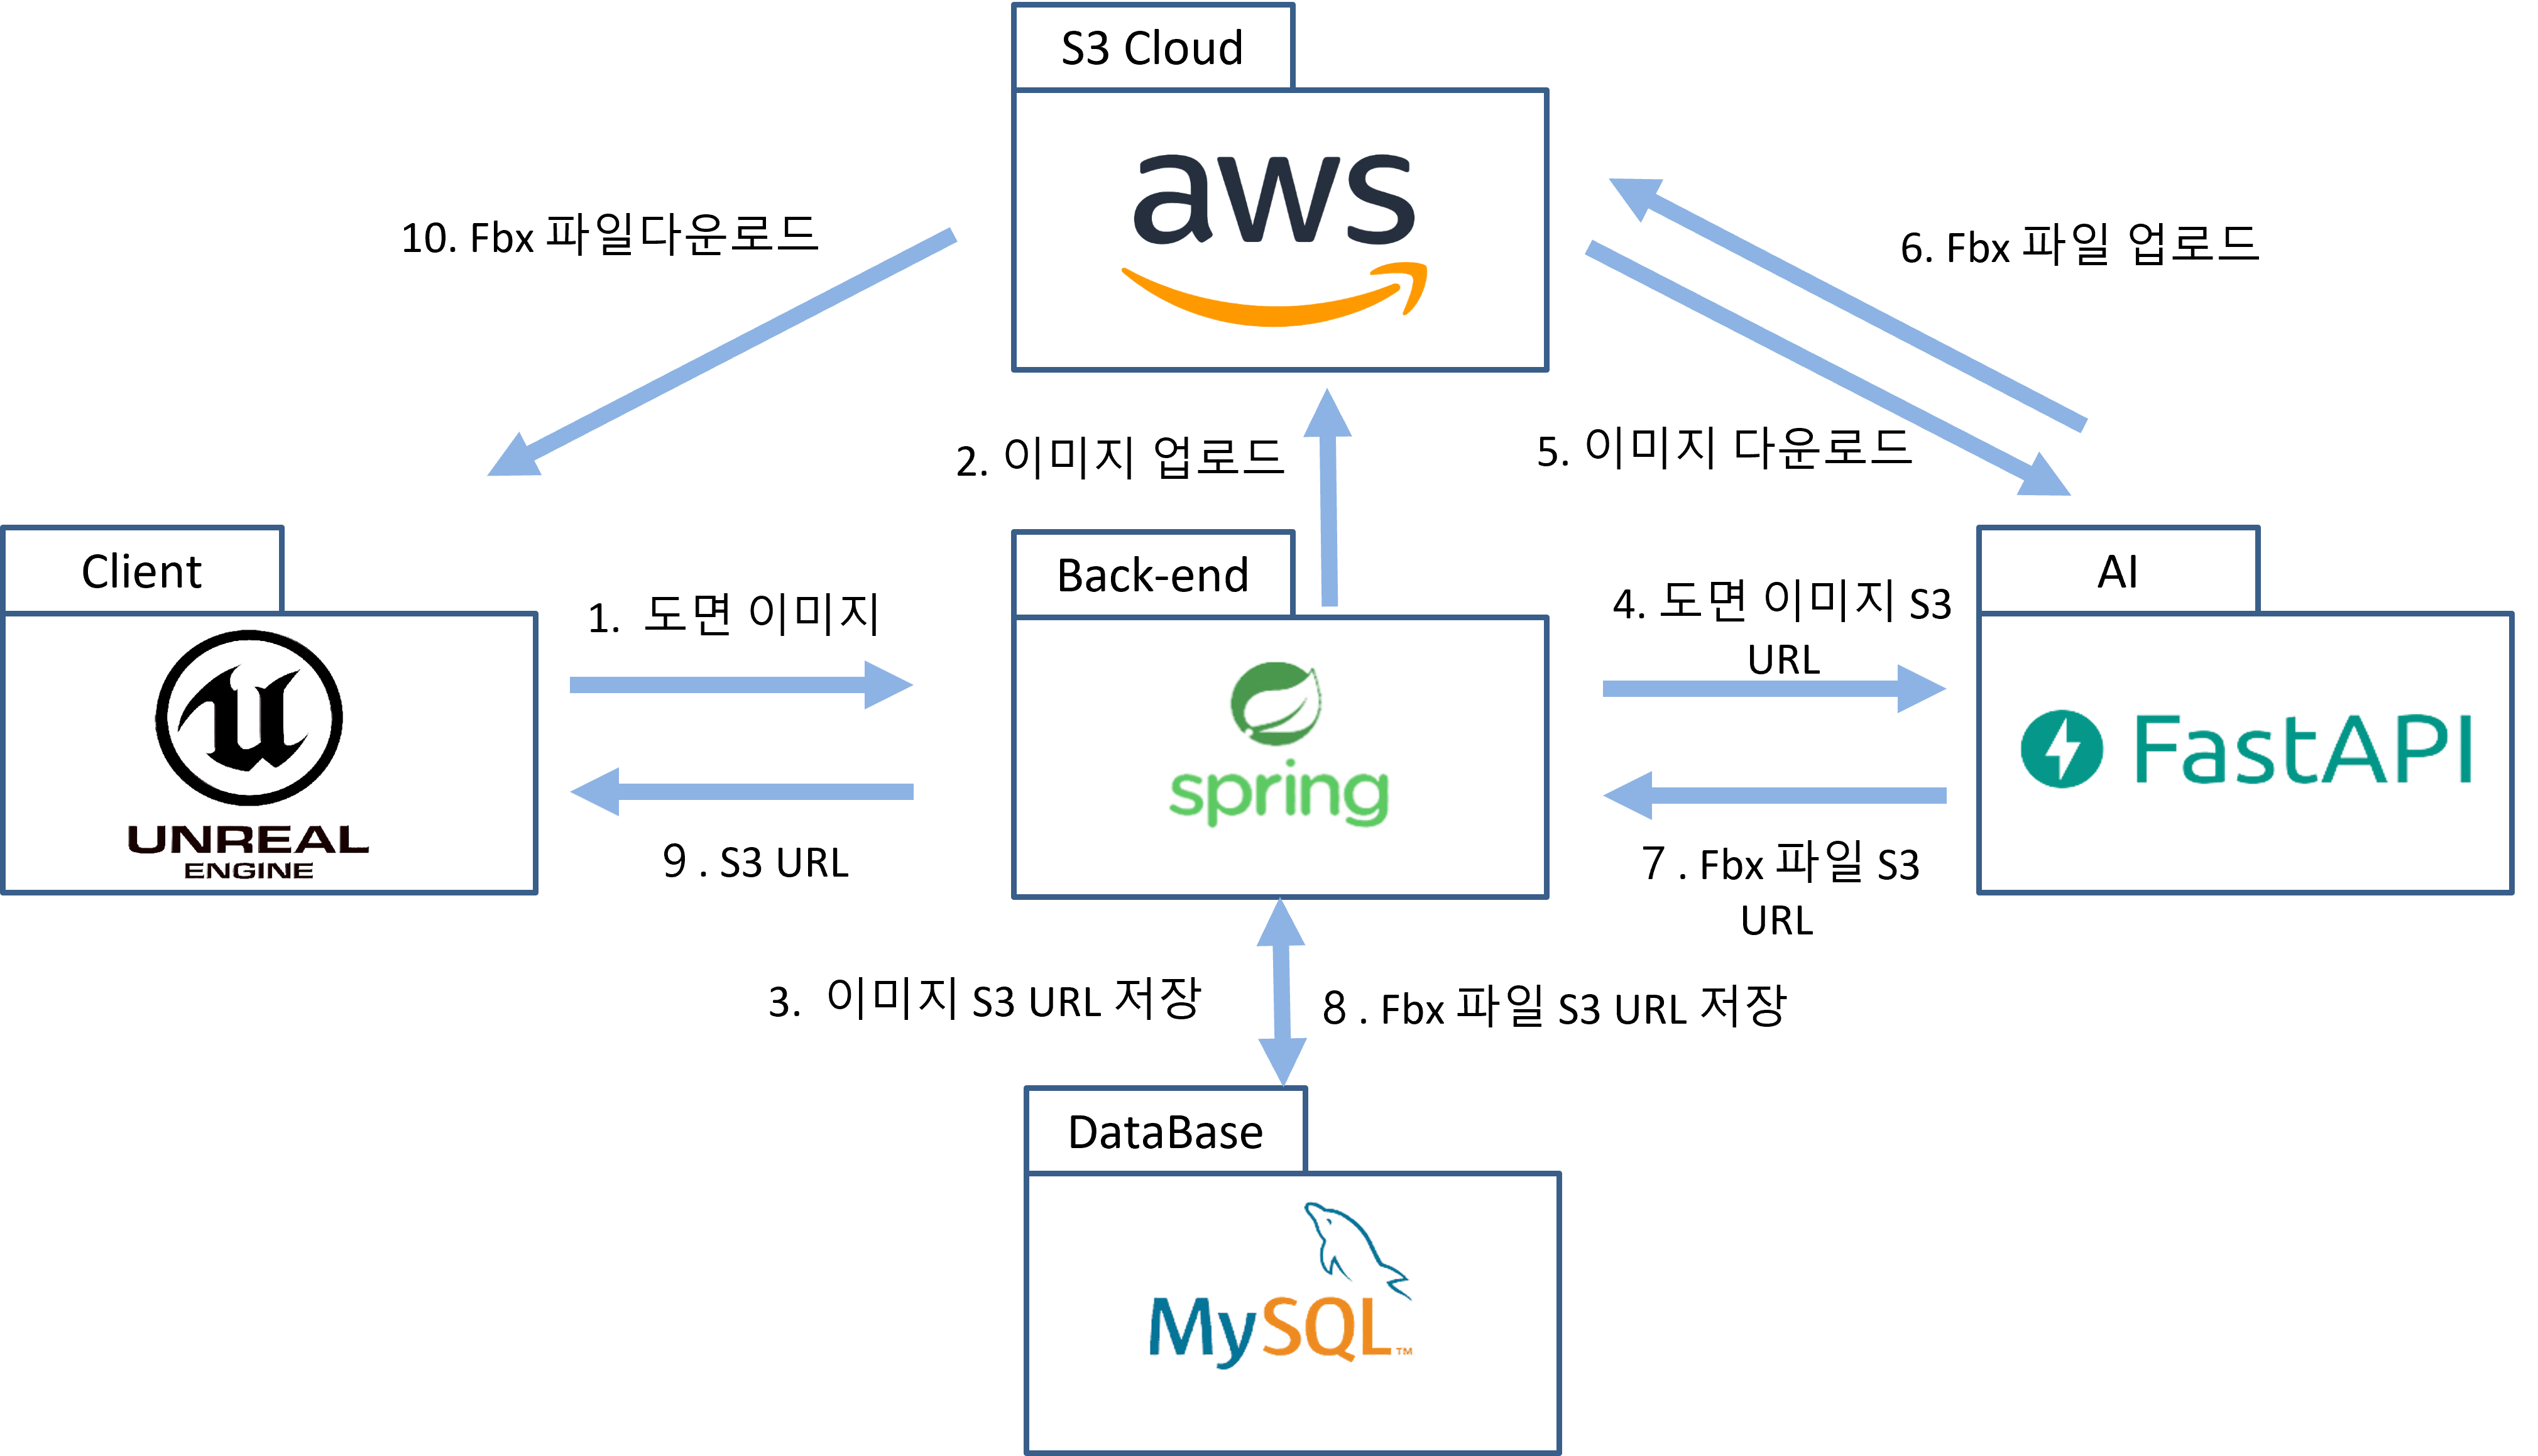 S3 Cloud
aws
10. Fbx 파일다운로드
6. Fbx 파일 업로드
2. 이미지 업로드
5. 이미지 다운로드
Client
UNREAL
ENGINE
1. 도면 이미지
9 . S3 URL
Back-end
spring
4. 도면 이미지 S3
URL
7 . Fbx 파일 S3
URL
AI
FastAPI
3. 이미지 S3 URL 저장
8 . Fbx 파일 S3 URL 저장
DataBase
MySQL™